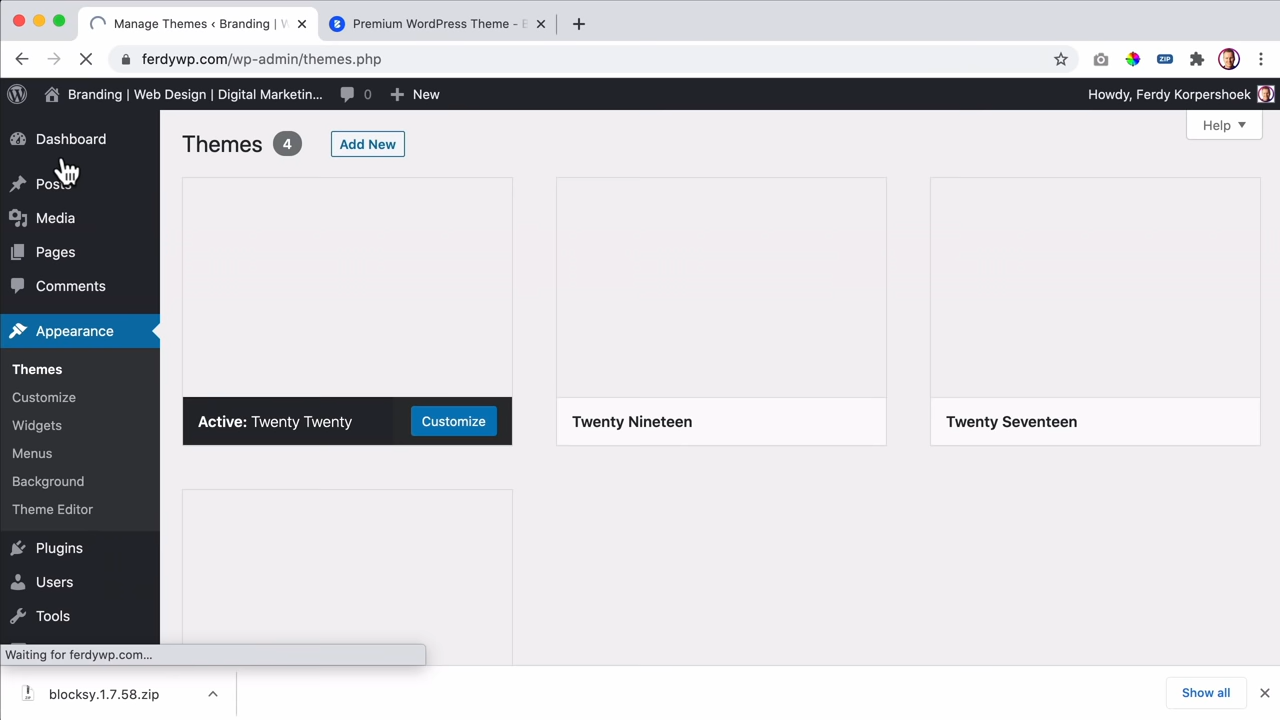 Manage Themes ‹ Branding | W
Premium WordPress Theme - B
ferdywp.com/wp-admin/themes.php
ZIP
Branding | Web Design | Digital Marketin...
0
New
Howdy, Ferdy Korpershoek
Dashboard
Posts
Media
Pages
Comments
Appearance
Themes
Customize
Widgets
Menus
Background
Theme Editor
Plugins
Users
Tools
Themes 4
Add New
Help
Active: Twenty Twenty
Customize
Twenty Nineteen
Twenty Seventeen
Waiting for ferdywp.com...
blocksy.1.7.58.zip
Show all